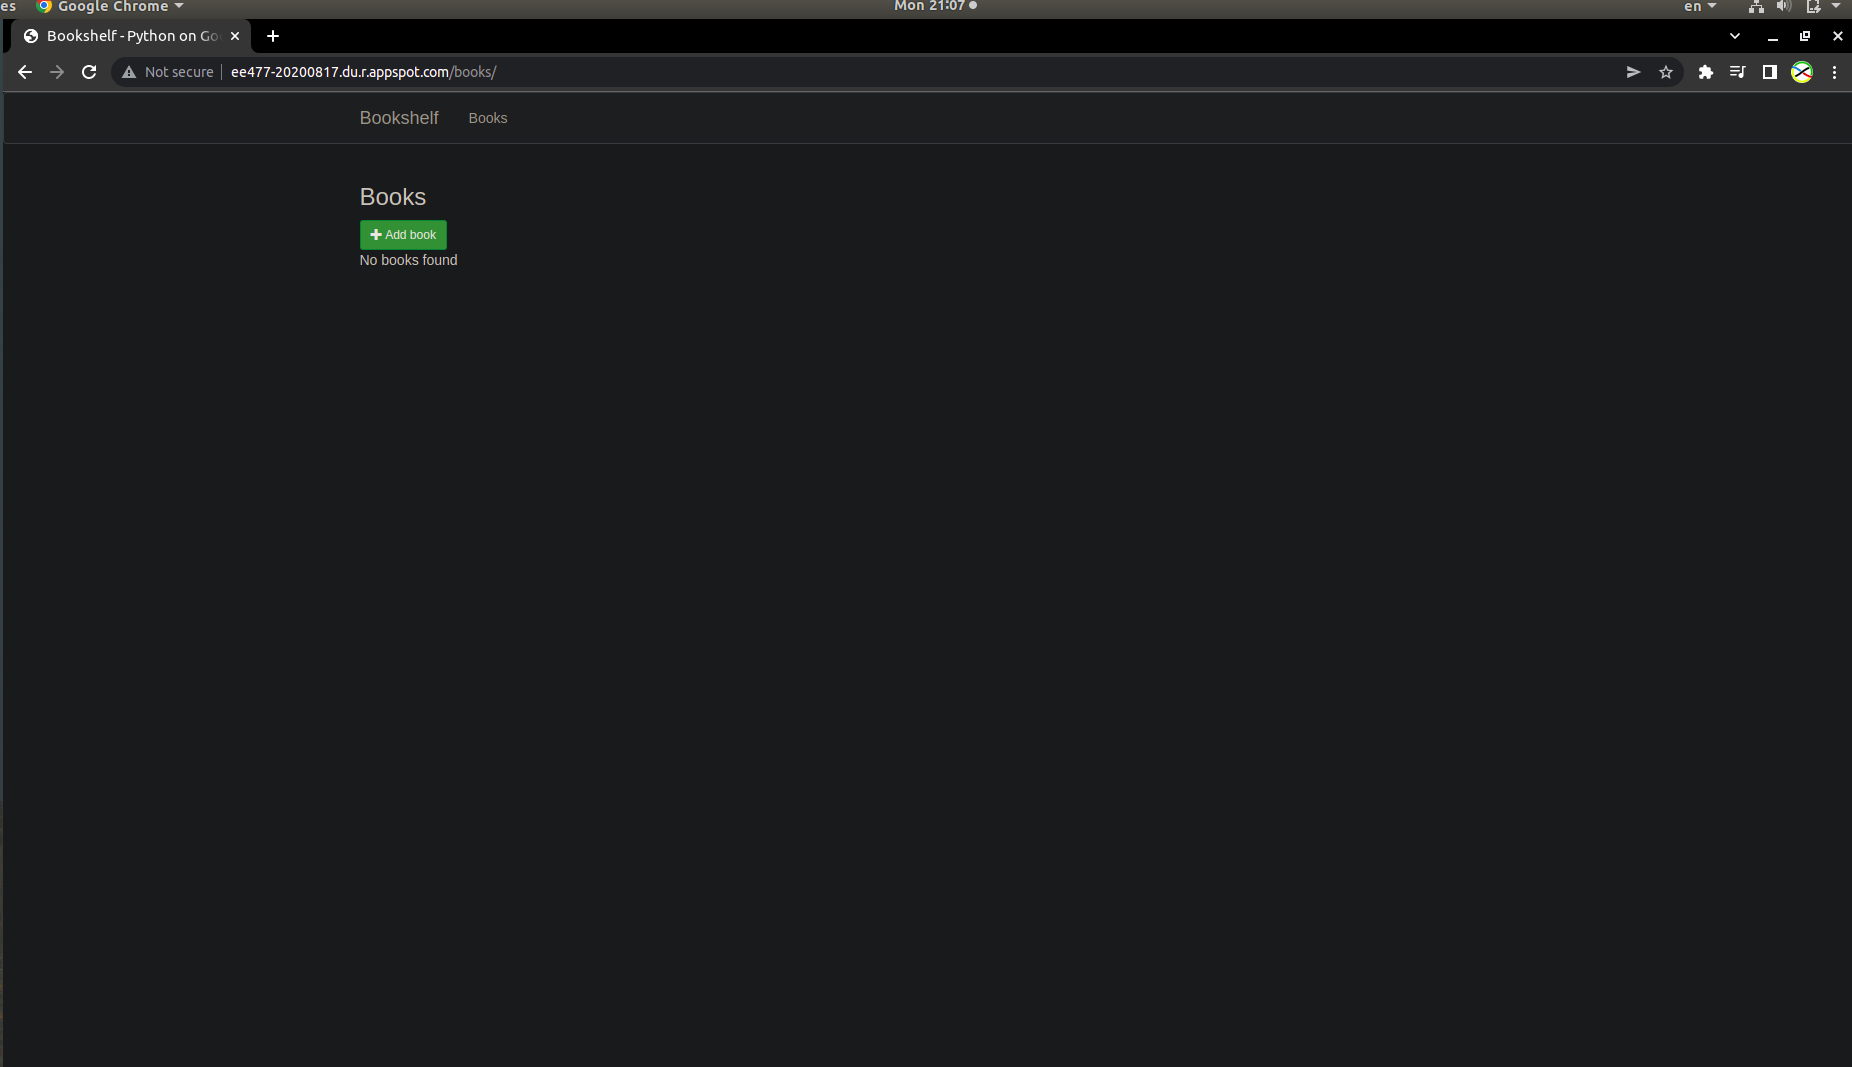 es Google Chrome Mon 21:07 en
Bookshelf - Python on Go
Not secure ee477-20200817.du.r.appspot.com/books/
Bookshelf Books
Books
Add book
No books found